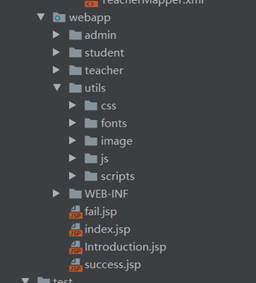 TeacherMapper.xml
webapp
admin
student
teacher
utils
css
fonts
image
js
scripts
WEB-INF
fail.jsp
index.jsp
Introduction.jsp
success.jsp
test